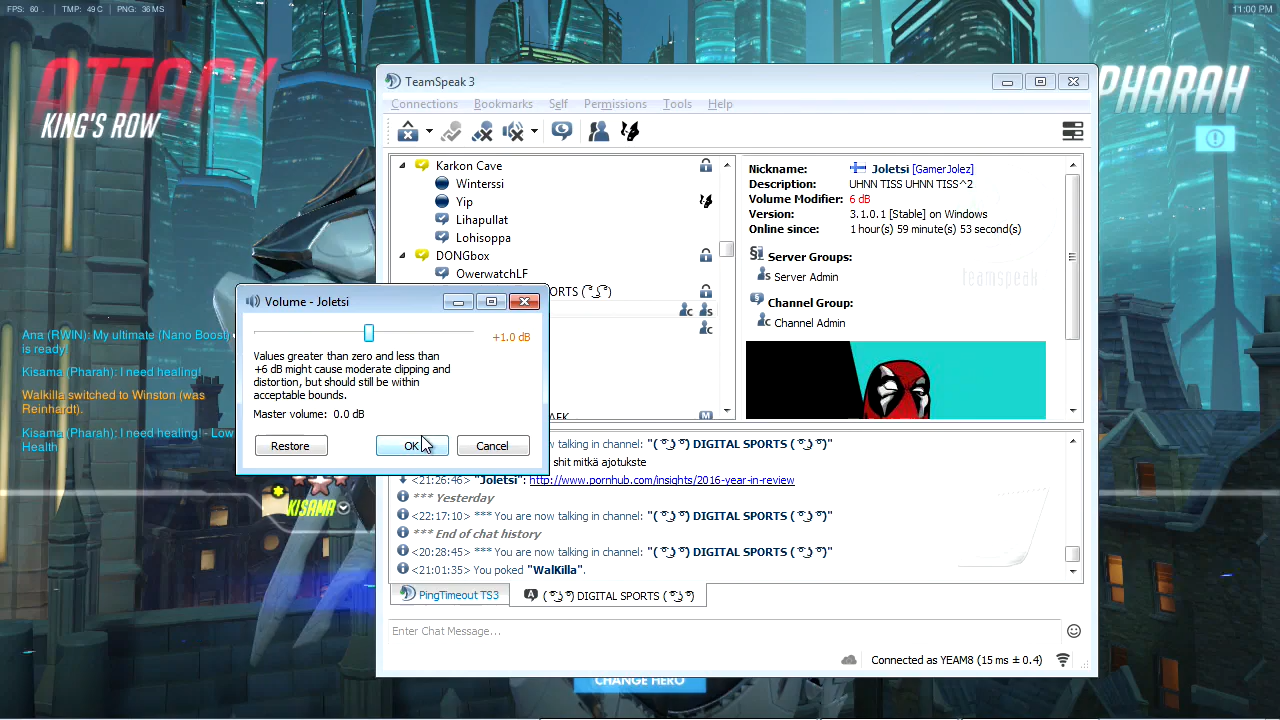 FPS: 60 . TMP: 49 C | PNG: 36 MS
11:00 PM
ATTACK
KING'S ROW
PHARAH
TeamSpeak 3
Connections Bookmarks Self Permissions Tools Help
Karkon Cave
Winterssi
Yip
Lihapullat
Lohisoppa
DONGbox
OwerwatchLF
ORTS ( ͡° ͜ʖ ͡°)
Nickname: Joletsi [GamerJolez]
Description: UHNN TISS UHNN TISS^2
Volume Modifier: 6 dB
Version: 3.1.0.1 [Stable] on Windows
Online since: 1 hour(s) 59 minute(s) 53 second(s)
Server Groups:
Server Admin
Channel Group:
Channel Admin
teamspeak
Volume - Joletsi
+1.0 dB
Values greater than zero and less than
+6 dB might cause moderate clipping and
distortion, but should still be within
acceptable bounds.
Master volume: 0.0 dB
Restore OK Cancel
Ana (RWIN): My ultimate (Nano Boost)
is ready!
Kisama (Pharah): I need healing!
Walkilla switched to Winston (was
Reinhardt).
Kisama (Pharah): I need healing! - Low
Health
KISAMA
AFK
now talking in channel: "( ͡° ͜ʖ ͡°) DIGITAL SPORTS ( ͡° ͜ʖ ͡°)"
shit mitkä ajotukste
<21:26:46> "Joletsi": http://www.pornhub.com/insights/2016-year-in-review
*** Yesterday
<22:17:10> *** You are now talking in channel: "( ͡° ͜ʖ ͡°) DIGITAL SPORTS ( ͡° ͜ʖ ͡°)"
*** End of chat history
<20:28:45> *** You are now talking in channel: "( ͡° ͜ʖ ͡°) DIGITAL SPORTS ( ͡° ͜ʖ ͡°)"
<21:01:35> You poked "WalKilla".
PingTimeout TS3
( ͡° ͜ʖ ͡°) DIGITAL SPORTS ( ͡° ͜ʖ ͡°)
Enter Chat Message...
Connected as YEAM8 (15 ms ± 0.4)
CHANGE HERO